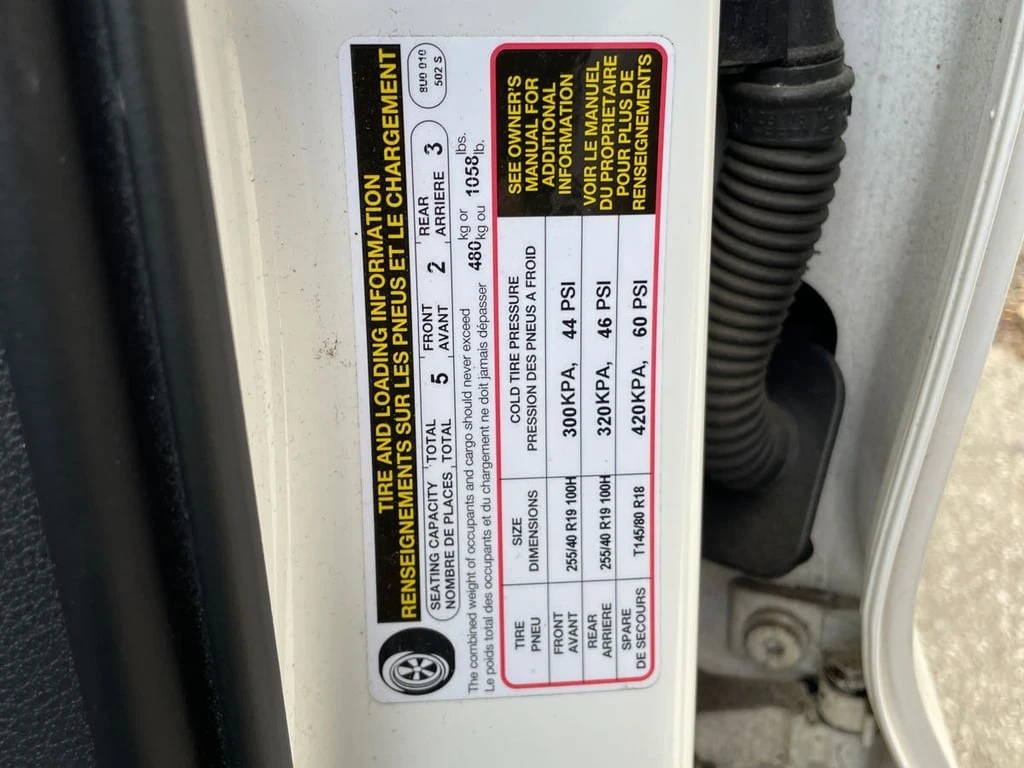 TIRE AND LOADING INFORMATION
RENSEIGNEMENTS SUR LES PNEUS ET LE CHARGEMENT
SEATING CAPACITY TOTAL 5 FRONT 2 REAR 3
NOMBRE DE PLACES TOTAL AVANT ARRIERE
8U0 010
502 S
The combined weight of occupants and cargo should never exceed 480 kg or 1058 lbs.
Le poids total des occupants et du chargement ne doit jamais dépasser kg ou lb.
TIRE SIZE COLD TIRE PRESSURE
PNEU DIMENSIONS PRESSION DES PNEUS A FROID
FRONT
AVANT 255/40 R19 100H 300KPA, 44 PSI
REAR
ARRIERE 255/40 R19 100H 320KPA, 46 PSI
SPARE
DE SECOURS T145/80 R18 420KPA, 60 PSI
SEE OWNER'S
MANUAL FOR
ADDITIONAL
INFORMATION
VOIR LE MANUEL
DU PROPRIETAIRE
POUR PLUS DE
RENSEIGNEMENTS